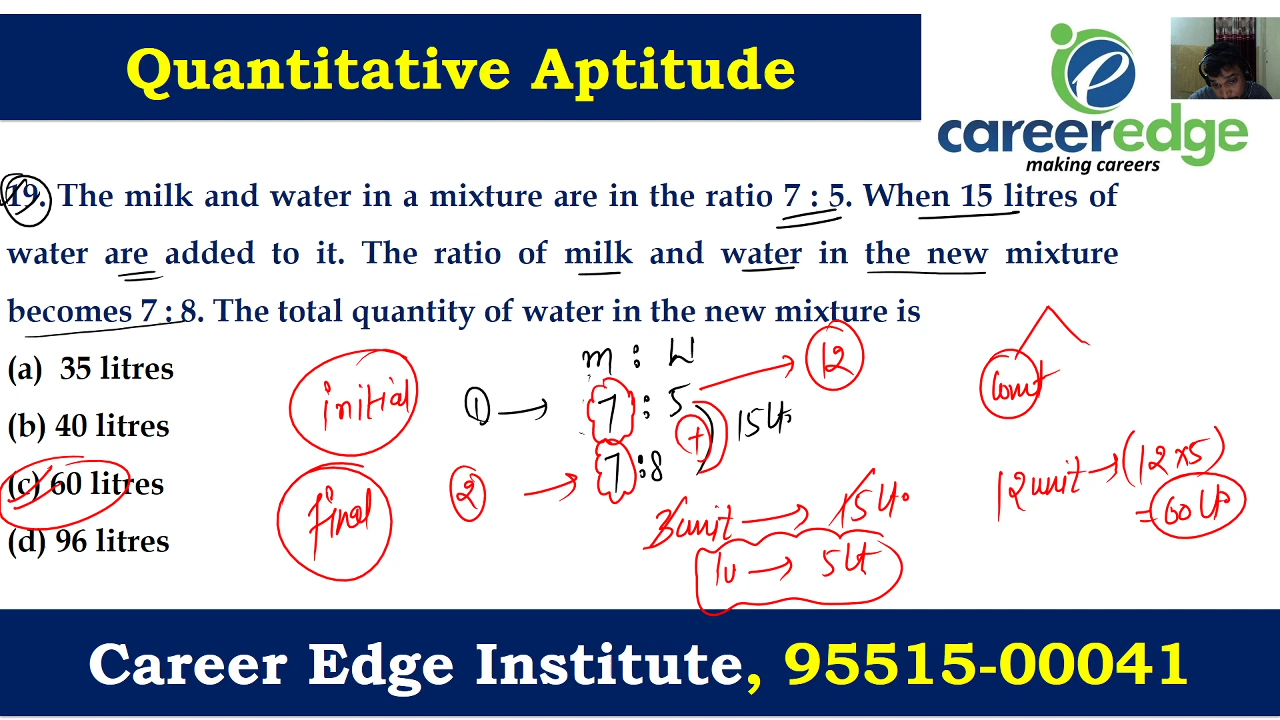 Quantitative Aptitude
e
careeredge
making careers
19. The milk and water in a mixture are in the ratio 7 : 5. When 15 litres of
water are added to it. The ratio of milk and water in the new mixture
becomes 7 : 8. The total quantity of water in the new mixture is
(a) 35 litres
(b) 40 litres
(c) 60 litres
(d) 96 litres
initial
final
m : W
① → 7 : 5 → 12
+ 15 lt
② → 7 : 8
3 unit → 15 lt
1u → 5 lt
Const
12 unit → (12 x 5)
= 60 lt
Career Edge Institute, 95515-00041